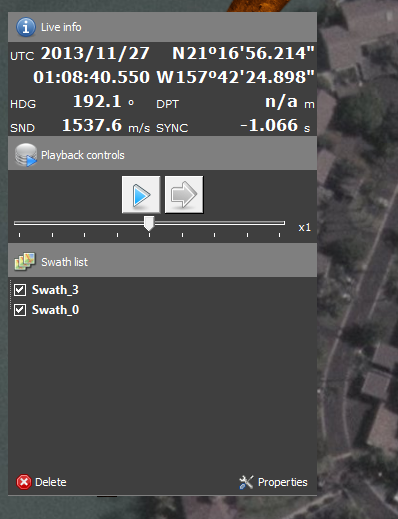 Live info
UTC 2013/11/27 N21º16'56.214"
01:08:40.550 W157º42'24.898"
HDG 192.1 º DPT n/a m
SND 1537.6 m/s SYNC -1.066 s
Playback controls
x1
Swath list
Swath_3
Swath_0
Delete Properties